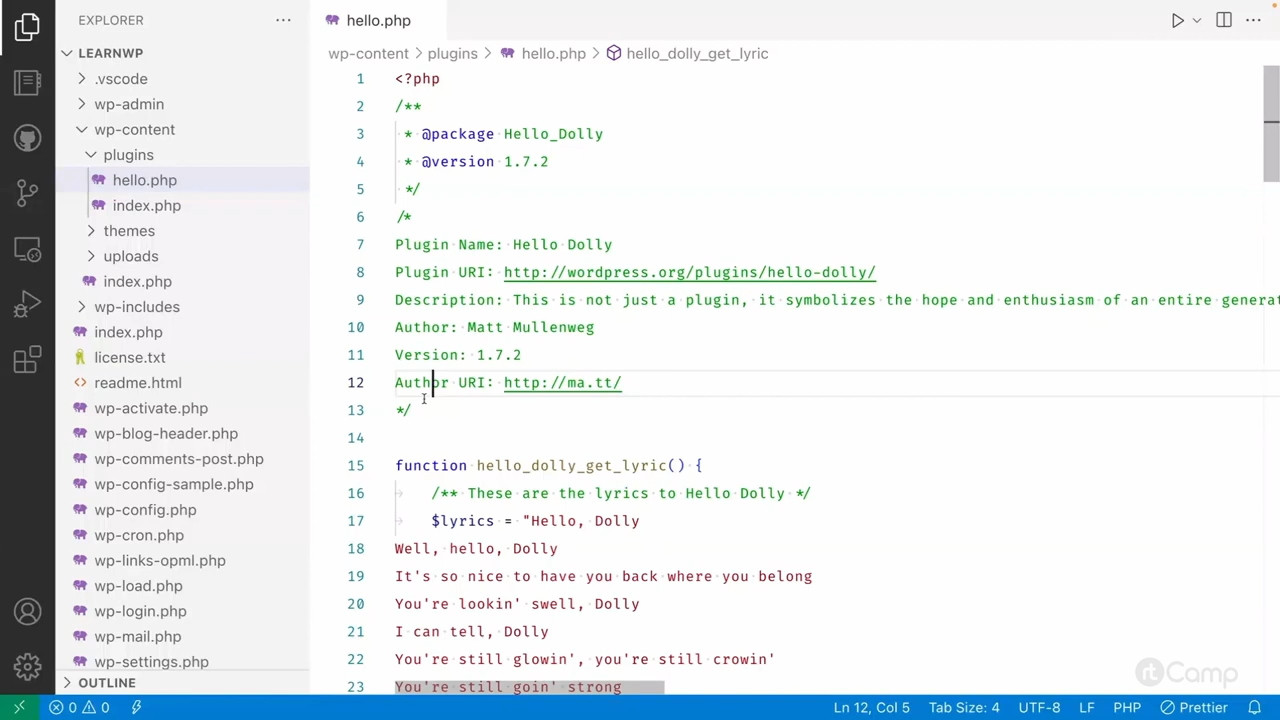 EXPLORER
hello.php
LEARNWP
wp-content > plugins > hello.php > hello_dolly_get_lyric
.vscode
wp-admin
wp-content
plugins
hello.php
index.php
themes
uploads
index.php
wp-includes
index.php
license.txt
readme.html
wp-activate.php
wp-blog-header.php
wp-comments-post.php
wp-config-sample.php
wp-config.php
wp-cron.php
wp-links-opml.php
wp-load.php
wp-login.php
wp-mail.php
wp-settings.php
OUTLINE
1 <?php
2 /**
3 * @package Hello_Dolly
4 * @version 1.7.2
5 */
6 /*
7 Plugin Name: Hello Dolly
8 Plugin URI: http://wordpress.org/plugins/hello-dolly/
9 Description: This is not just a plugin, it symbolizes the hope and enthusiasm of an entire generat
10 Author: Matt Mullenweg
11 Version: 1.7.2
12 Author URI: http://ma.tt/
13 */
14
15 function hello_dolly_get_lyric() {
16 /** These are the lyrics to Hello Dolly */
17 $lyrics = "Hello, Dolly
18 Well, hello, Dolly
19 It's so nice to have you back where you belong
20 You're lookin' swell, Dolly
21 I can tell, Dolly
22 You're still glowin', you're still crowin'
23 You're still goin' strong
rtCamp
0 0 Ln 12, Col 5 Tab Size: 4 UTF-8 LF PHP Prettier